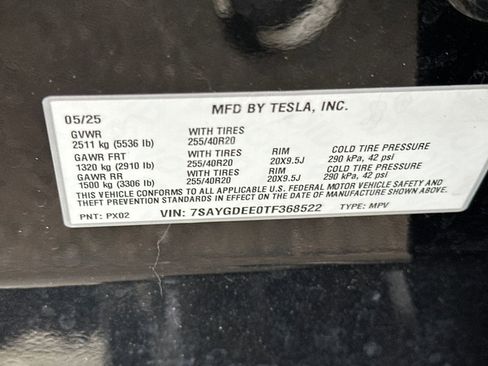 MFD BY TESLA, INC.
05/25
GVWR
2511 kg (5536 lb) WITH TIRES 255/40R20
GAWR FRT WITH TIRES RIM COLD TIRE PRESSURE
1320 kg (2910 lb) 255/40R20 20X9.5J 290 kPa, 42 psi
GAWR RR WITH TIRES RIM COLD TIRE PRESSURE
1500 kg (3306 lb) 255/40R20 20X9.5J 290 kPa, 42 psi
THIS VEHICLE CONFORMS TO ALL APPLICABLE U.S. FEDERAL MOTOR VEHICLE SAFETY AND
THEFT PREVENTION STANDARDS IN EFFECT ON THE DATE OF MANUFACTURE SHOWN ABOVE.
PNT: PX02 VIN: 7SAYGDEE0TF368522 TYPE: MPV